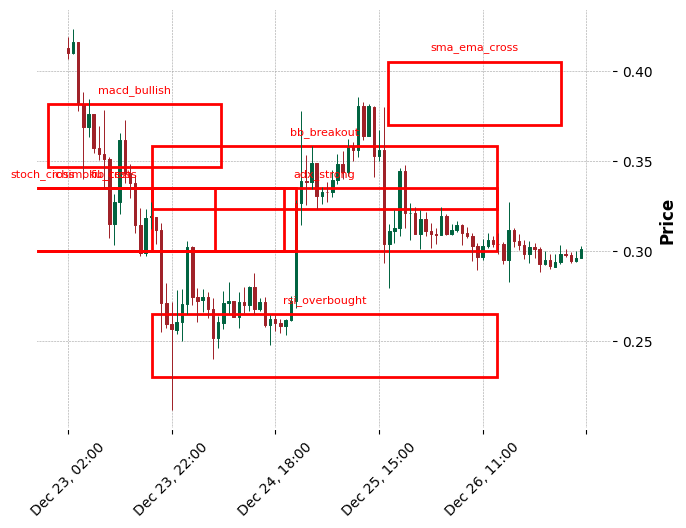 sma_ema_cross
0.40
macd_bullish
bb_breakout
0.35
stoch_cross
adx_strong
0.30
Price
rsi_overbought
0.25
Dec 23, 02:00
Dec 23, 22:00
Dec 24, 18:00
Dec 25, 15:00
Dec 26, 11:00